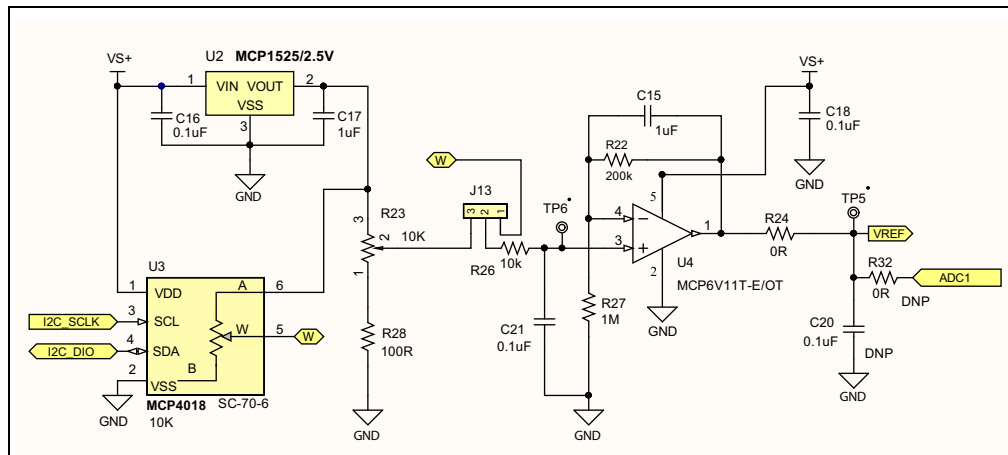 VS+
U2 MCP1525/2.5V
1
VIN VOUT
2
VSS
3
C16
0.1uF
C17
1uF
GND
W
J13
3 2 1
3
R23
2
10K
1
R26
10k
TP6
C15
1uF
R22
200k
VS+
C18
0.1uF
GND
5
4
3
1
2
U4
MCP6V11T-E/OT
GND
R24
0R
TP5
VREF
R32
0R
ADC1
DNP
C20
0.1uF
DNP
GND
U3
1
VDD
A
6
I2C_SCLK
3
SCL
W
5
W
I2C_DIO
4
SDA
2
VSS
B
GND
MCP4018
SC-70-6
10K
R28
100R
GND
C21
0.1uF
R27
1M
GND